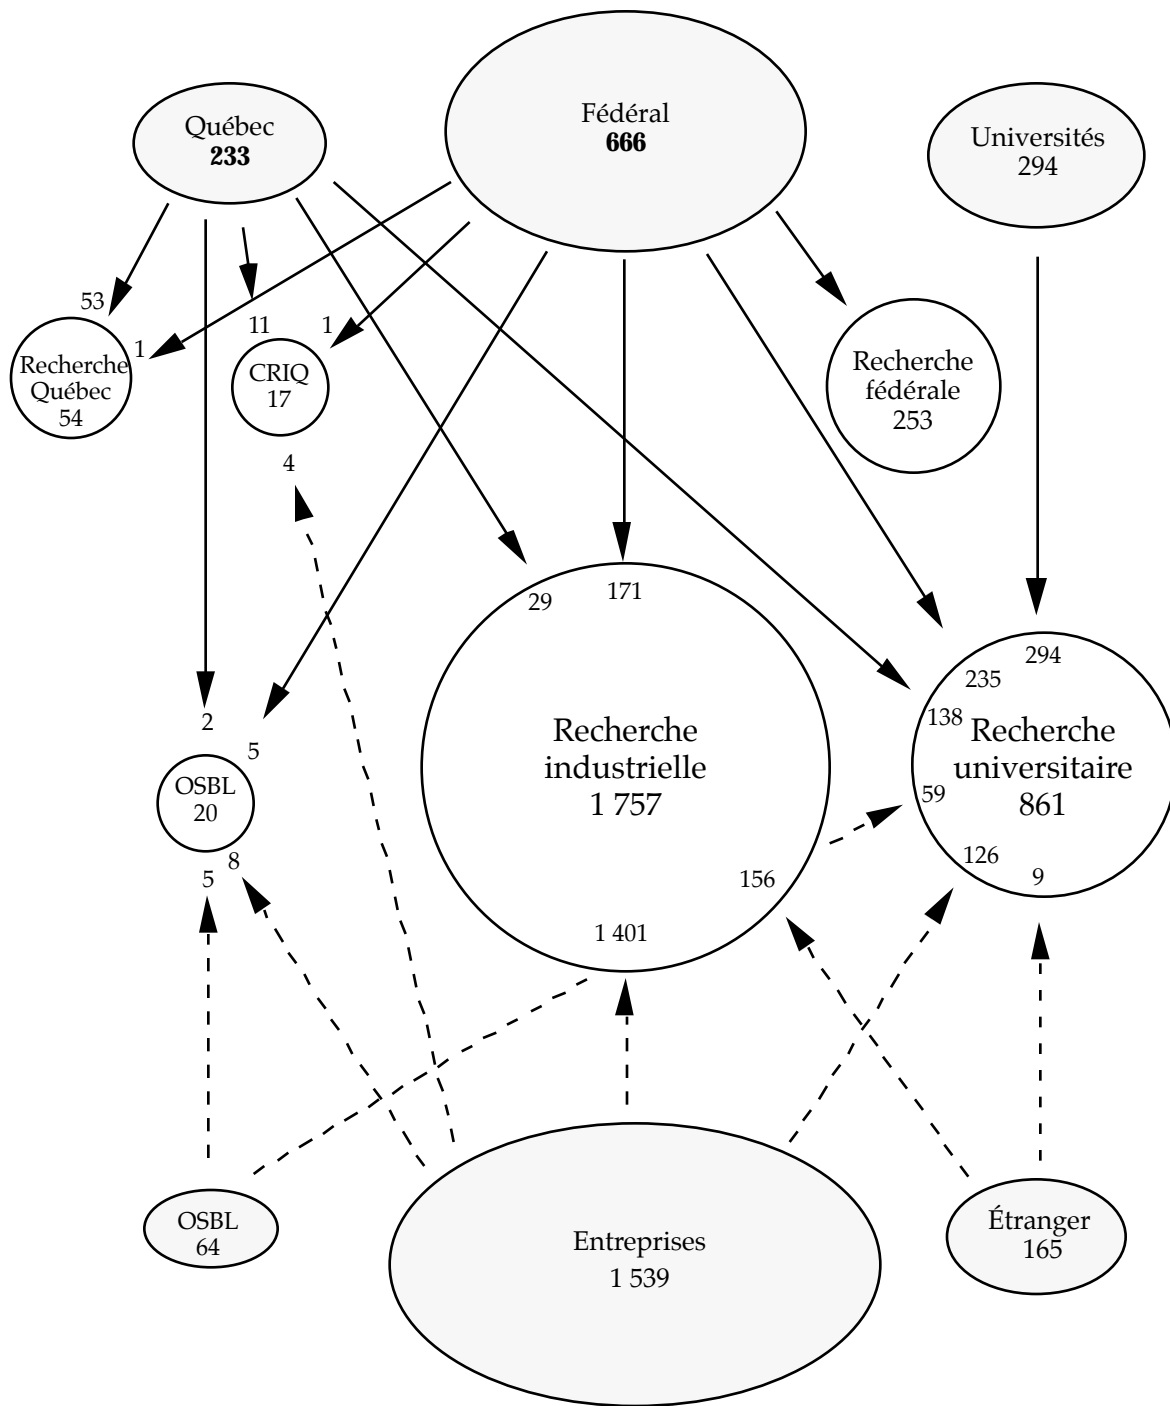 Québec
233
Fédéral
666
Universités
294
53
1
11
1
Recherche
Québec
54
CRIQ
17
4
Recherche
fédérale
253
29
171
294
235
138
2
5
OSBL
20
8
5
Recherche
industrielle
1 757
Recherche
universitaire
861
59
126
9
156
1 401
OSBL
64
Entreprises
1 539
Étranger
165